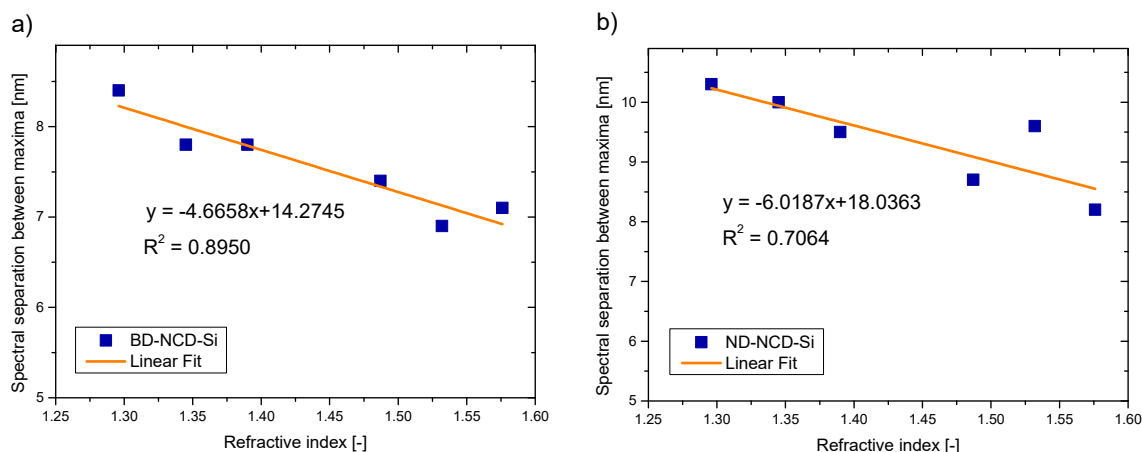 a)
Spectral separation between maxima [nm]
8
7
6
5
y = -4.6658x+14.2745
R² = 0.8950
BD-NCD-Si
Linear Fit
1.25 1.30 1.35 1.40 1.45 1.50 1.55 1.60
Refractive index [-]
b)
Spectral separation between maxima [nm]
10
9
8
7
6
5
y = -6.0187x+18.0363
R² = 0.7064
ND-NCD-Si
Linear Fit
1.25 1.30 1.35 1.40 1.45 1.50 1.55 1.60
Refractive index [-]